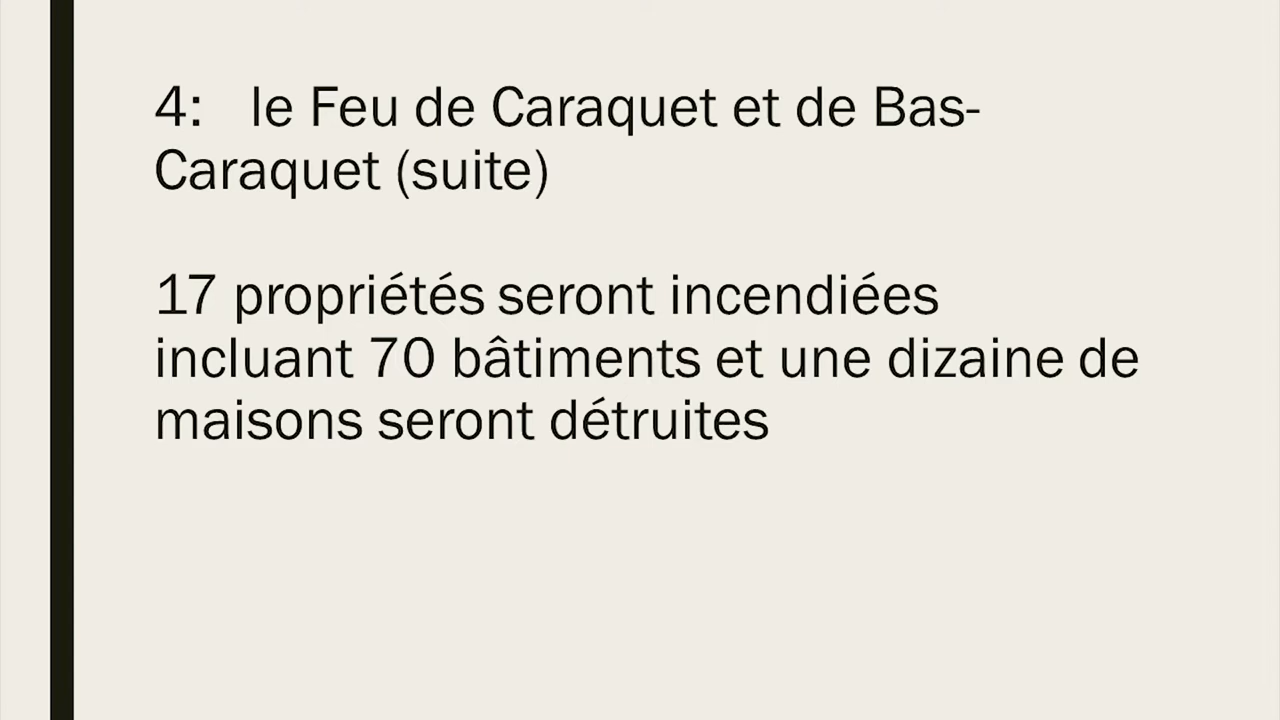 4: le Feu de Caraquet et de Bas-
Caraquet (suite)
17 propriétés seront incendiées
incluant 70 bâtiments et une dizaine de
maisons seront détruites